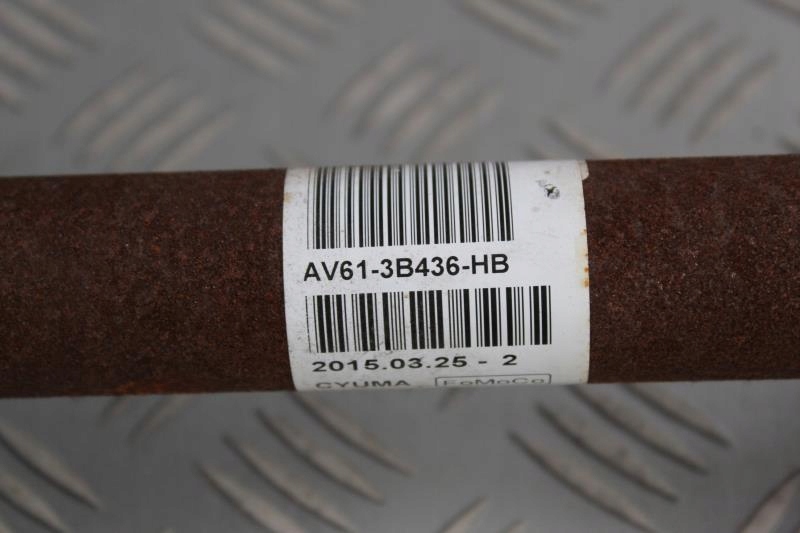 AV61-3B436-HB
2015.03.25 - 2
CYUMA FoMoCo